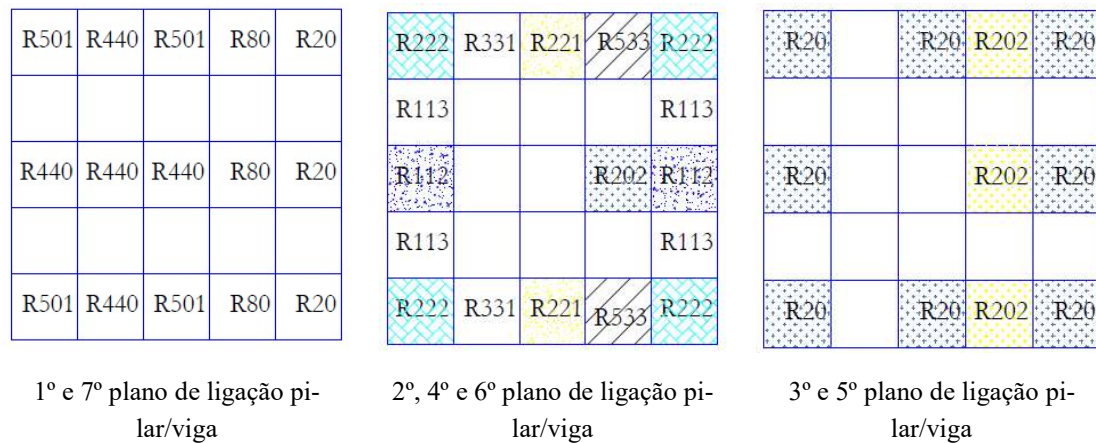 R501 R440 R501 R80 R20
R440 R440 R440 R80 R20
R501 R440 R501 R80 R20
1º e 7º plano de ligação pi-
lar/viga
R222 R331 R221 R533 R222
R113 R113
R112 R202 R112
R113 R113
R222 R331 R221 R533 R222
2º, 4º e 6º plano de ligação pi-
lar/viga
R20 R20 R202 R20
R20 R202 R20
R20 R20 R202 R20
3º e 5º plano de ligação pi-
lar/viga